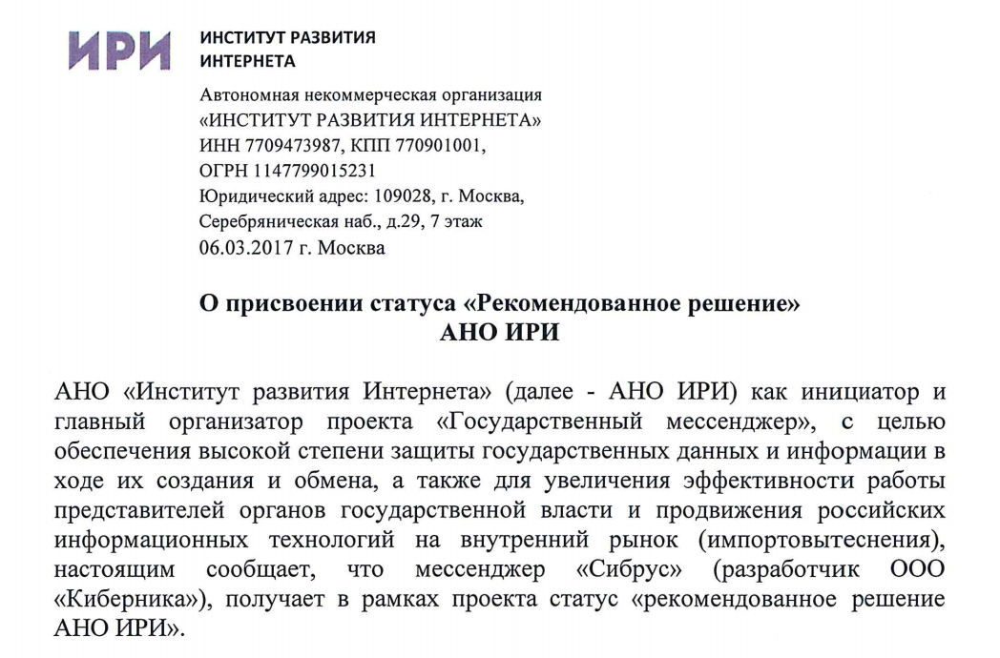 ИРИ
ИНСТИТУТ РАЗВИТИЯ
ИНТЕРНЕТА
Автономная некоммерческая организация
«ИНСТИТУТ РАЗВИТИЯ ИНТЕРНЕТА»
ИНН 7709473987, КПП 770901001,
ОГРН 1147799015231
Юридический адрес: 109028, г. Москва,
Серебряническая наб., д.29, 7 этаж
06.03.2017 г. Москва
О присвоении статуса «Рекомендованное решение»
АНО ИРИ
АНО «Институт развития Интернета» (далее - АНО ИРИ) как инициатор и
главный организатор проекта «Государственный мессенджер», с целью
обеспечения высокой степени защиты государственных данных и информации в
ходе их создания и обмена, а также для увеличения эффективности работы
представителей органов государственной власти и продвижения российских
информационных технологий на внутренний рынок (импортовытеснения),
настоящим сообщает, что мессенджер «Сибрус» (разработчик ООО
«Киберника»), получает в рамках проекта статус «рекомендованное решение
АНО ИРИ».